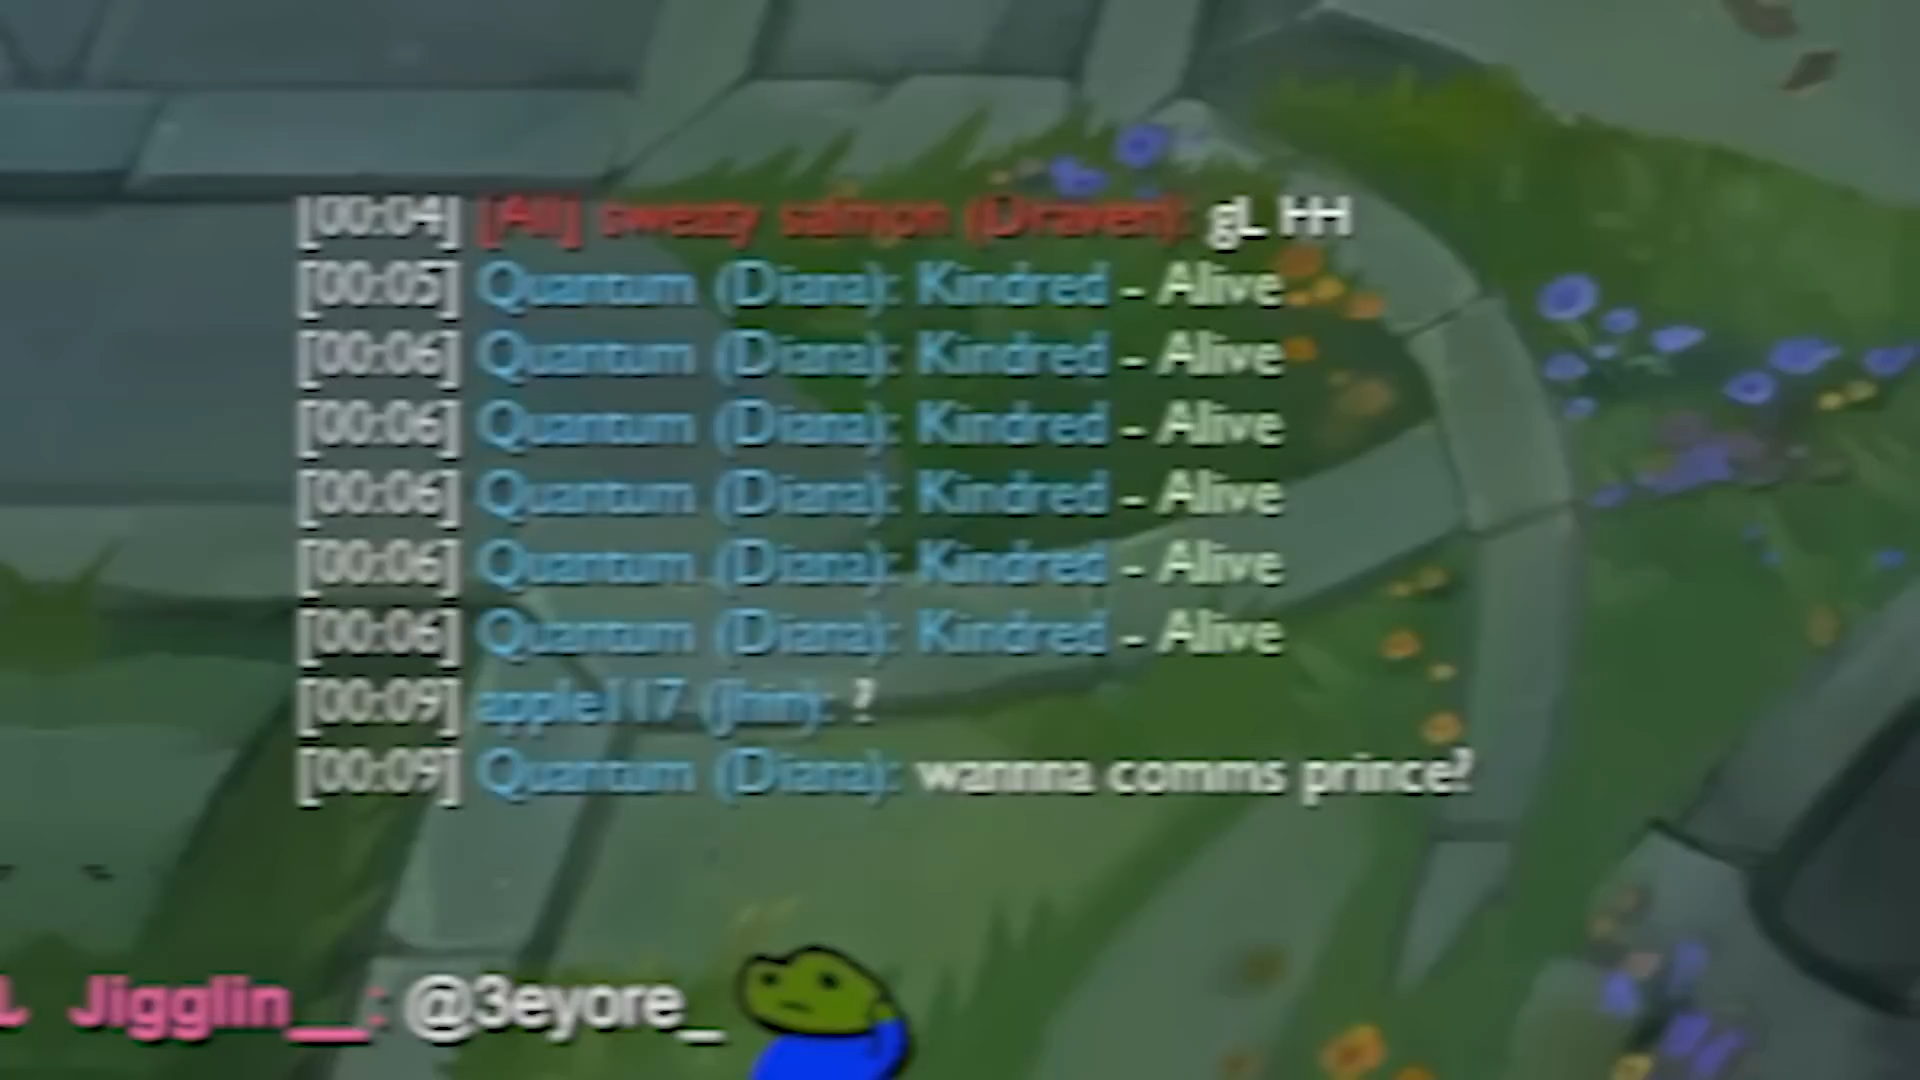 [00:04] [All] sweaty salmon (Draven): gL HH
[00:05] Quantum (Diana): Kindred - Alive
[00:06] Quantum (Diana): Kindred - Alive
[00:06] Quantum (Diana): Kindred - Alive
[00:06] Quantum (Diana): Kindred - Alive
[00:06] Quantum (Diana): Kindred - Alive
[00:06] Quantum (Diana): Kindred - Alive
[00:09] apple117 (Jhin): ?
[00:09] Quantum (Diana): wannna comms prince?
Jigglin__: @3eyore_